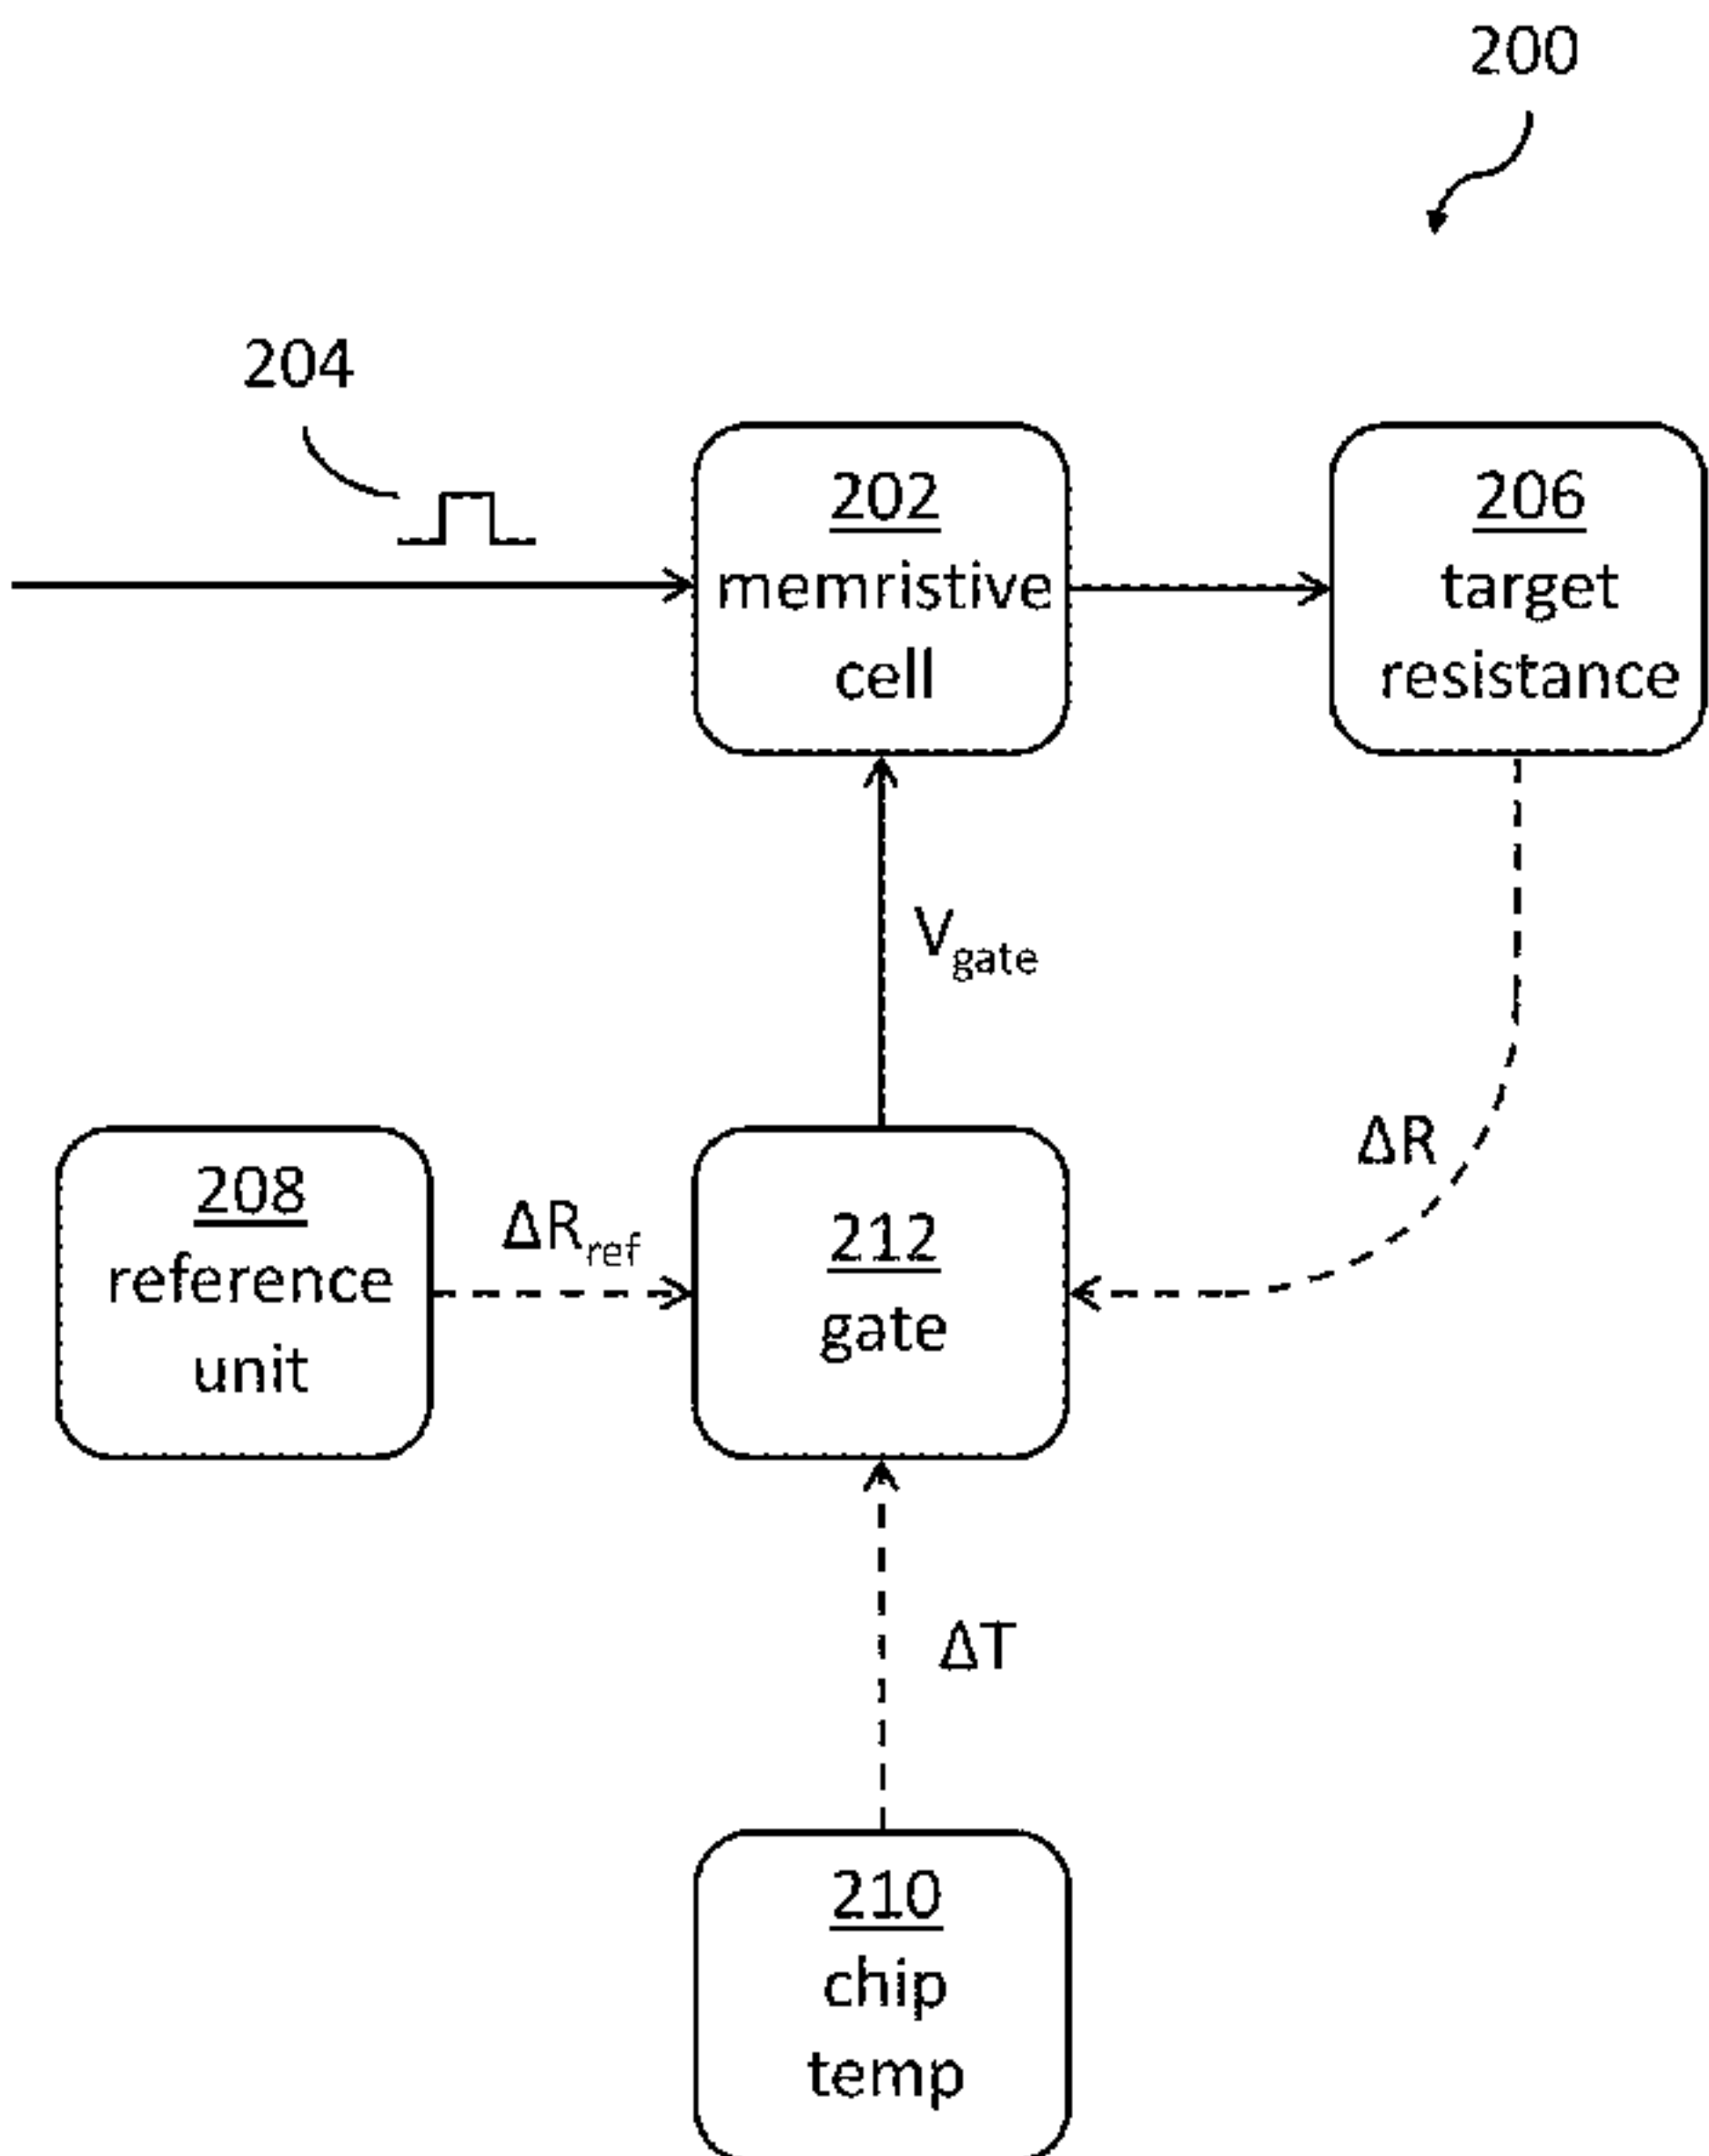 200
204
202
memristive
cell
206
target
resistance
Vgate
ΔR
208
reference
unit
ΔRref
212
gate
ΔT
210
chip
temp